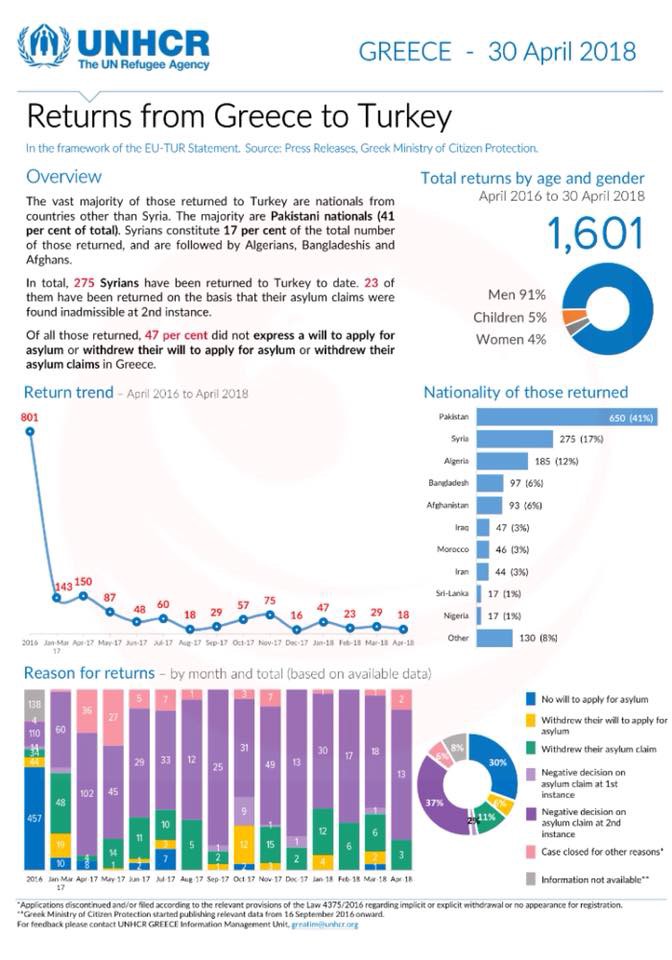 UNHCR
The UN Refugee Agency
GREECE - 30 April 2018
Returns from Greece to Turkey
In the framework of the EU-TUR Statement. Source: Press Releases, Greek Ministry of Citizen Protection.
Overview
The vast majority of those returned to Turkey are nationals from
countries other than Syria. The majority are Pakistani nationals (41
per cent of total). Syrians constitute 17 per cent of the total number
of those returned, and are followed by Algerians, Bangladeshis and
Afghans.
In total, 275 Syrians have been returned to Turkey to date. 23 of
them have been returned on the basis that their asylum claims were
found inadmissible at 2nd instance.
Of all those returned, 47 per cent did not express a will to apply for
asylum or withdrew their will to apply for asylum or withdrew their
asylum claims in Greece.
Total returns by age and gender
April 2016 to 30 April 2018
1,601
Men 91%
Children 5%
Women 4%
Return trend – April 2016 to April 2018
801
143 150
87
48
60
18
29
57
75
16
47
23
29
18
2016 Jan-Mar 17 Apr-17 May-17 Jun-17 Jul-17 Aug-17 Sep-17 Oct-17 Nov-17 Dec-17 Jan-18 Feb-18 Mar-18 Apr-18
Nationality of those returned
Pakistan 650 (41%)
Syria 275 (17%)
Algeria 185 (12%)
Bangladesh 97 (6%)
Afghanistan 93 (6%)
Iraq 47 (3%)
Morocco 46 (3%)
Iran 44 (3%)
Sri-Lanka 17 (1%)
Nigeria 17 (1%)
Other 130 (8%)
Reason for returns – by month and total (based on available data)
138
4
110
14
34
44
457
60
48
19
10
36
102
4
8
27
45
14
1
5
29
11
1
2
7
33
10
3
7
1
12
5
25
1
2
1
3
31
9
12
2
1
7
49
1
15
1
1
13
1
2
1
30
12
4
17
6
1
18
1
6
2
2
13
3
2016 Jan-Mar 17 Apr-17 May-17 Jun-17 Jul-17 Aug-17 Sep-17 Oct-17 Nov-17 Dec-17 Jan-18 Feb-18 Mar-18 Apr-18
30%
6%
11%
2%
37%
6%
8%
No will to apply for asylum
Withdrew their will to apply for
asylum
Withdrew their asylum claim
Negative decision on
asylum claim at 1st
instance
Negative decision on
asylum claim at 2nd
instance
Case closed for other reasons*
Information not available**
*Applications discontinued and/or filed according to the relevant provisions of the Law 4375/2016 regarding implicit or explicit withdrawal or no appearance for registration.
**Greek Ministry of Citizen Protection started publishing relevant data from 16 September 2016 onward.
For feedback please contact UNHCR GREECE Information Management Unit, greatim@unhcr.org